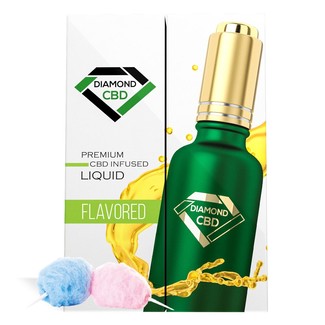 DIAMOND
CBD
PREMIUM
CBD INFUSED
LIQUID
FLAVORED
DIAMOND
CBD